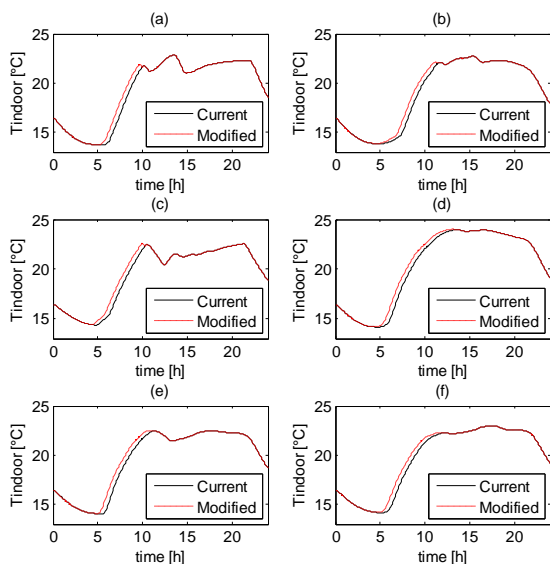 (a)
(b)
Tindoor [°C]
25
20
15
Current
Modified
0 5 10 15 20
time [h]
Tindoor [°C]
25
20
15
Current
Modified
0 5 10 15 20
time [h]
(c)
(d)
Tindoor [°C]
25
20
15
Current
Modified
0 5 10 15 20
time [h]
Tindoor [°C]
25
20
15
Current
Modified
0 5 10 15 20
time [h]
(e)
(f)
Tindoor [°C]
25
20
15
Current
Modified
0 5 10 15 20
time [h]
Tindoor [°C]
25
20
15
Current
Modified
0 5 10 15 20
time [h]